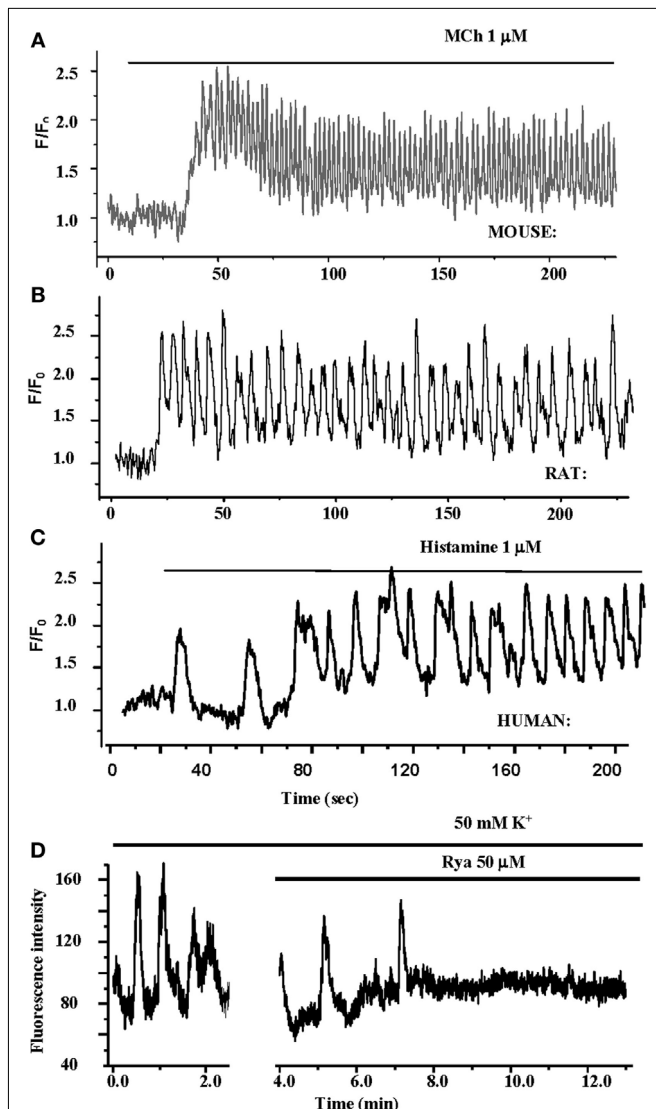 A
MCh 1 μM
2.5
2.0
1.5
1.0
F/F₀
MOUSE:
0 50 100 150 200
B
2.5
2.0
1.5
1.0
F/F₀
RAT:
0 50 100 150 200
C
Histamine 1 μM
2.5
2.0
1.5
1.0
F/F₀
HUMAN:
0 40 80 120 160 200
Time (sec)
50 mM K⁺
D
Rya 50 μM
160
120
80
40
Fluorescence intensity
0.0 2.0 4.0 6.0 8.0 10.0 12.0
Time (min)